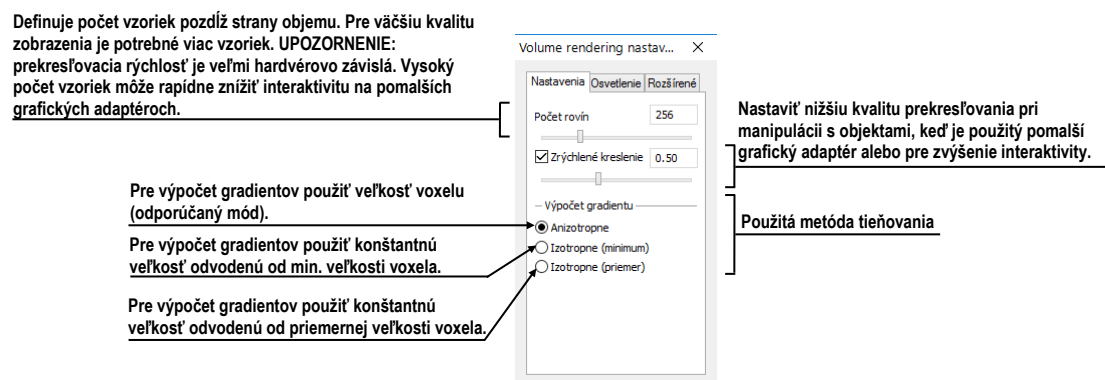 Definuje počet vzoriek pozdĺž strany objemu. Pre väčšiu kvalitu
zobrazenia je potrebné viac vzoriek. UPOZORNENIE:
prekresľovacia rýchlosť je veľmi hardvérovo závislá. Vysoký
počet vzoriek môže rapídne znížiť interaktivitu na pomalších
grafických adaptéroch.
Volume rendering nastav...
Nastavenia Osvetlenie Rozšírené
Počet rovín 256
Zrýchlené kreslenie 0.50
Nastaviť nižšiu kvalitu prekresľovania pri
manipulácii s objektami, keď je použitý pomalší
grafický adaptér alebo pre zvýšenie interaktivity.
Pre výpočet gradientov použiť veľkosť voxelu
(odporúčaný mód).
Výpočet gradientu
Anizotropne
Izotropne (minimum)
Izotropne (priemer)
Použitá metóda tieňovania
Pre výpočet gradientov použiť konštantnú
veľkosť odvodenú od min. veľkosti voxela.
Pre výpočet gradientov použiť konštantnú
veľkosť odvodenú od priemernej veľkosti voxela.